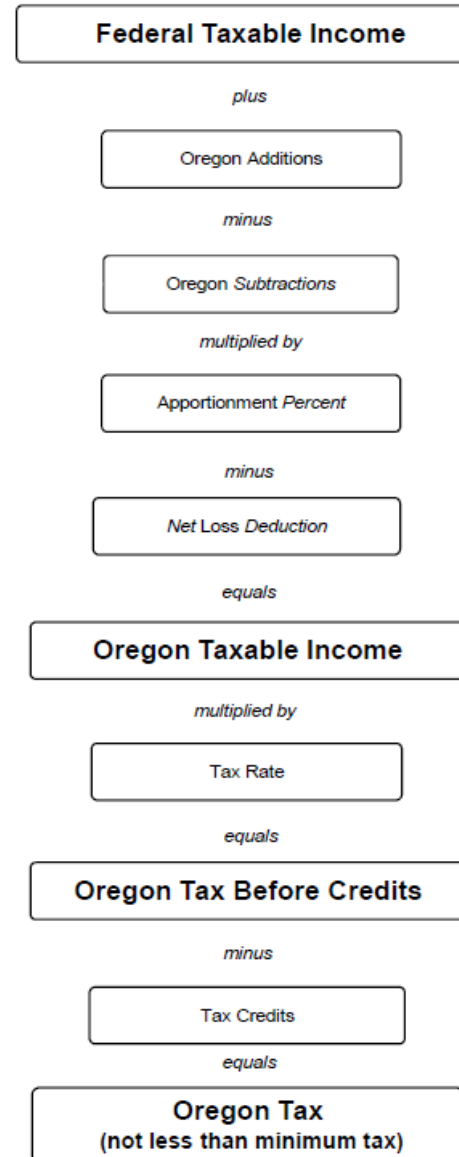 Federal Taxable Income
plus
Oregon Additions
minus
Oregon Subtractions
multiplied by
Apportionment Percent
minus
Net Loss Deduction
equals
Oregon Taxable Income
multiplied by
Tax Rate
equals
Oregon Tax Before Credits
minus
Tax Credits
equals
Oregon Tax
(not less than minimum tax)